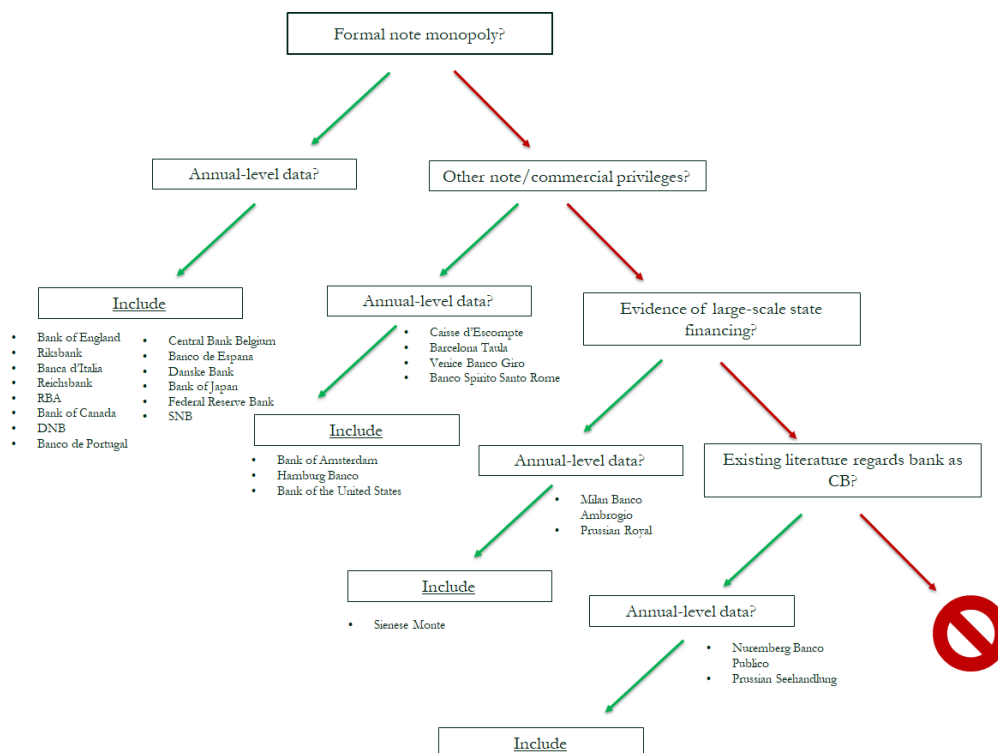 Formal note monopoly?
Annual-level data?
Other note/commercial privileges?
Include
• Bank of England
• Riksbank
• Banca d'Italia
• Reichsbank
• RBA
• Bank of Canada
• DNB
• Banco de Portugal
• Central Bank Belgium
• Banco de Espana
• Danske Bank
• Bank of Japan
• Federal Reserve Bank
• SNB
Annual-level data?
• Caisse d'Escompte
• Barcelona Taula
• Venice Banco Giro
• Banco Spirito Santo Rome
Evidence of large-scale state
financing?
Include
• Bank of Amsterdam
• Hamburg Banco
• Bank of the United States
Annual-level data?
• Milan Banco
Ambrogio
• Prussian Royal
Existing literature regards bank as
CB?
Include
• Sienese Monte
Annual-level data?
• Nuremberg Banco
Publico
• Prussian Seehandlung
Include